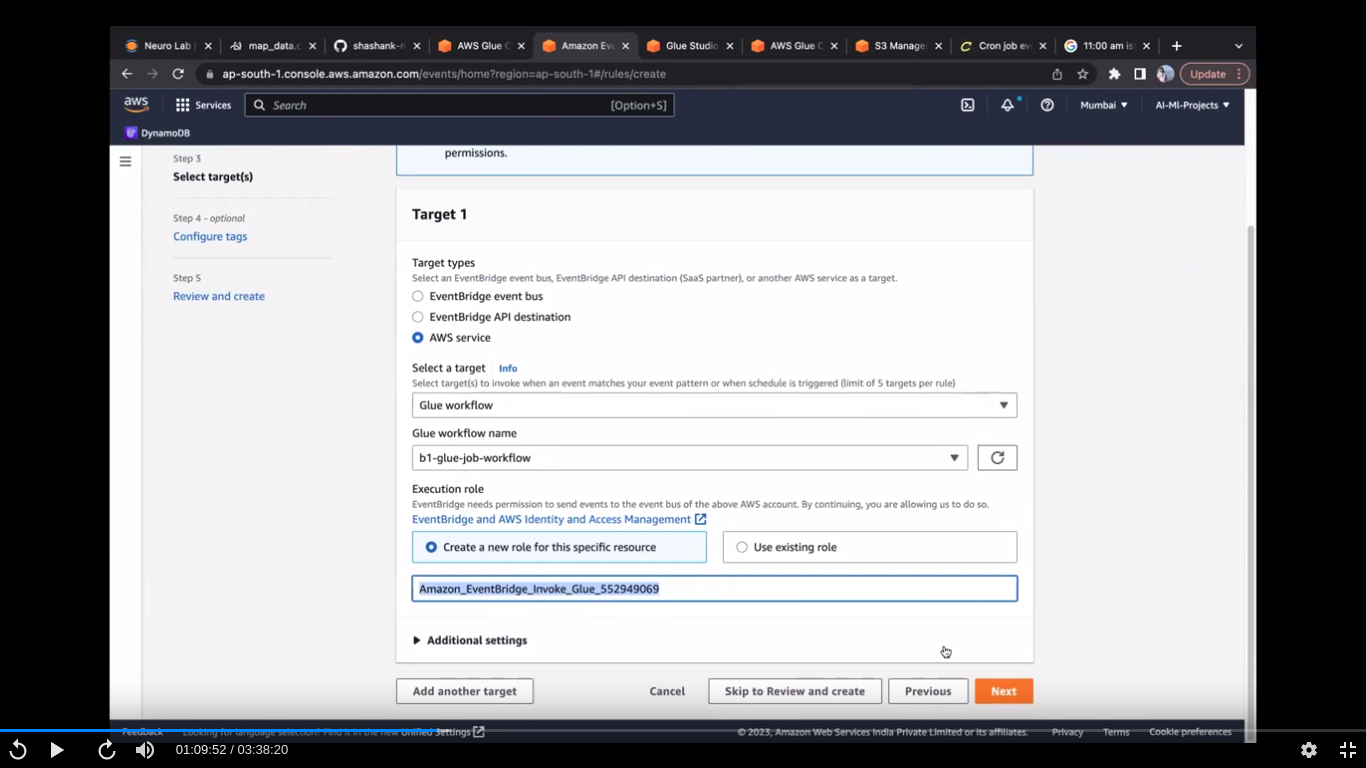 Neuro Lab
map_data.c
shashank-r
AWS Glue C
Amazon Eve
Glue Studio
AWS Glue C
S3 Manage
Cron job ev
11:00 am is
ap-south-1.console.aws.amazon.com/events/home?region=ap-south-1#/rules/create
Update
aws
Services
Search
[Option+S]
Mumbai
AI-Ml-Projects
DynamoDB
permissions.
Step 3
Select target(s)
Step 4 - optional
Configure tags
Step 5
Review and create
Target 1
Target types
Select an EventBridge event bus, EventBridge API destination (SaaS partner), or another AWS service as a target.
EventBridge event bus
EventBridge API destination
AWS service
Select a target Info
Select target(s) to invoke when an event matches your event pattern or when schedule is triggered (limit of 5 targets per rule)
Glue workflow
Glue workflow name
b1-glue-job-workflow
Execution role
EventBridge needs permission to send events to the event bus of the above AWS account. By continuing, you are allowing us to do so.
EventBridge and AWS Identity and Access Management
Create a new role for this specific resource
Use existing role
Amazon_EventBridge_Invoke_Glue_552949069
Additional settings
Add another target
Cancel
Skip to Review and create
Previous
Next
Feedback
Looking for language selection? Find it in the new Unified Settings
© 2023, Amazon Web Services India Private Limited or its affiliates.
Privacy
Terms
Cookie preferences
01:09:52 / 03:38:20